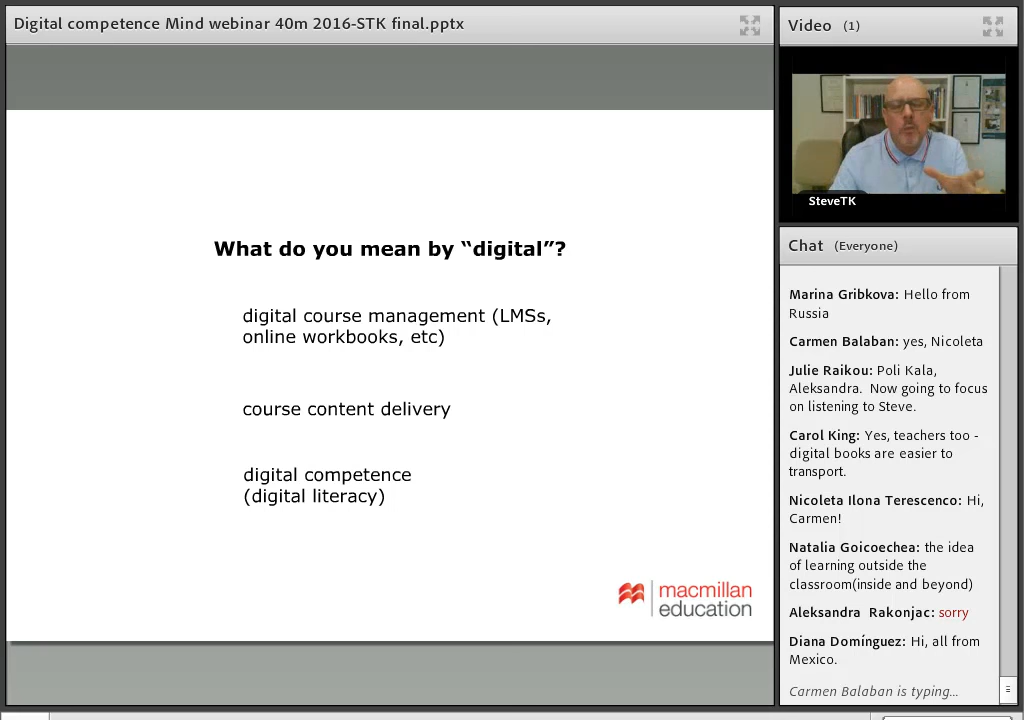 Digital competence Mind webinar 40m 2016-STK final.pptx
What do you mean by “digital”?
digital course management (LMSs,
online workbooks, etc)
course content delivery
digital competence
(digital literacy)
macmillan
education
Video (1)
SteveTK
Chat (Everyone)
Marina Gribkova: Hello from
Russia
Carmen Balaban: yes, Nicoleta
Julie Raikou: Poli Kala,
Aleksandra. Now going to focus
on listening to Steve.
Carol King: Yes, teachers too -
digital books are easier to
transport.
Nicoleta Ilona Terescenco: Hi,
Carmen!
Natalia Goicoechea: the idea
of learning outside the
classroom(inside and beyond)
Aleksandra Rakonjac: sorry
Diana Domínguez: Hi, all from
Mexico.
Carmen Balaban is typing...